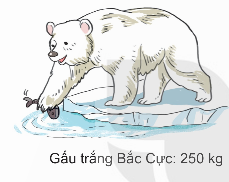 Gấu trắng Bắc Cực: 250 kg